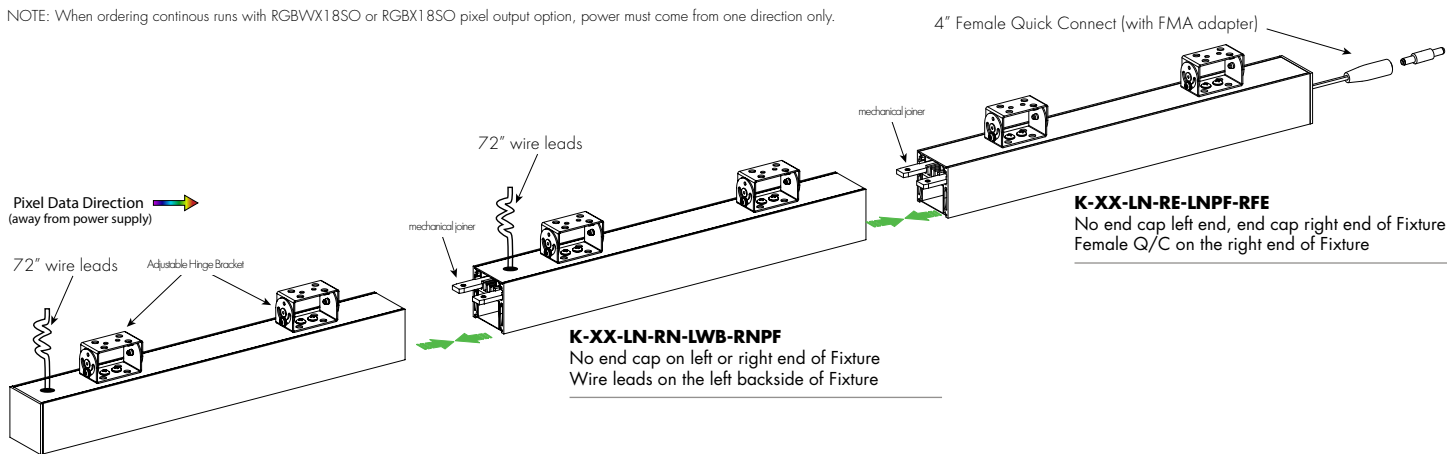 NOTE: When ordering continous runs with RGBWX18SO or RGBX18SO pixel output option, power must come from one direction only.
4” Female Quick Connect (with FMA adapter)
mechanical joiner
72” wire leads
K-XX-LN-RE-LNPF-RFE
No end cap left end, end cap right end of Fixture
Female Q/C on the right end of Fixture
Pixel Data Direction
(away from power supply)
mechanical joiner
72” wire leads
Adjustable Hinge Bracket
K-XX-LN-RN-LWB-RNPF
No end cap on left or right end of Fixture
Wire leads on the left backside of Fixture